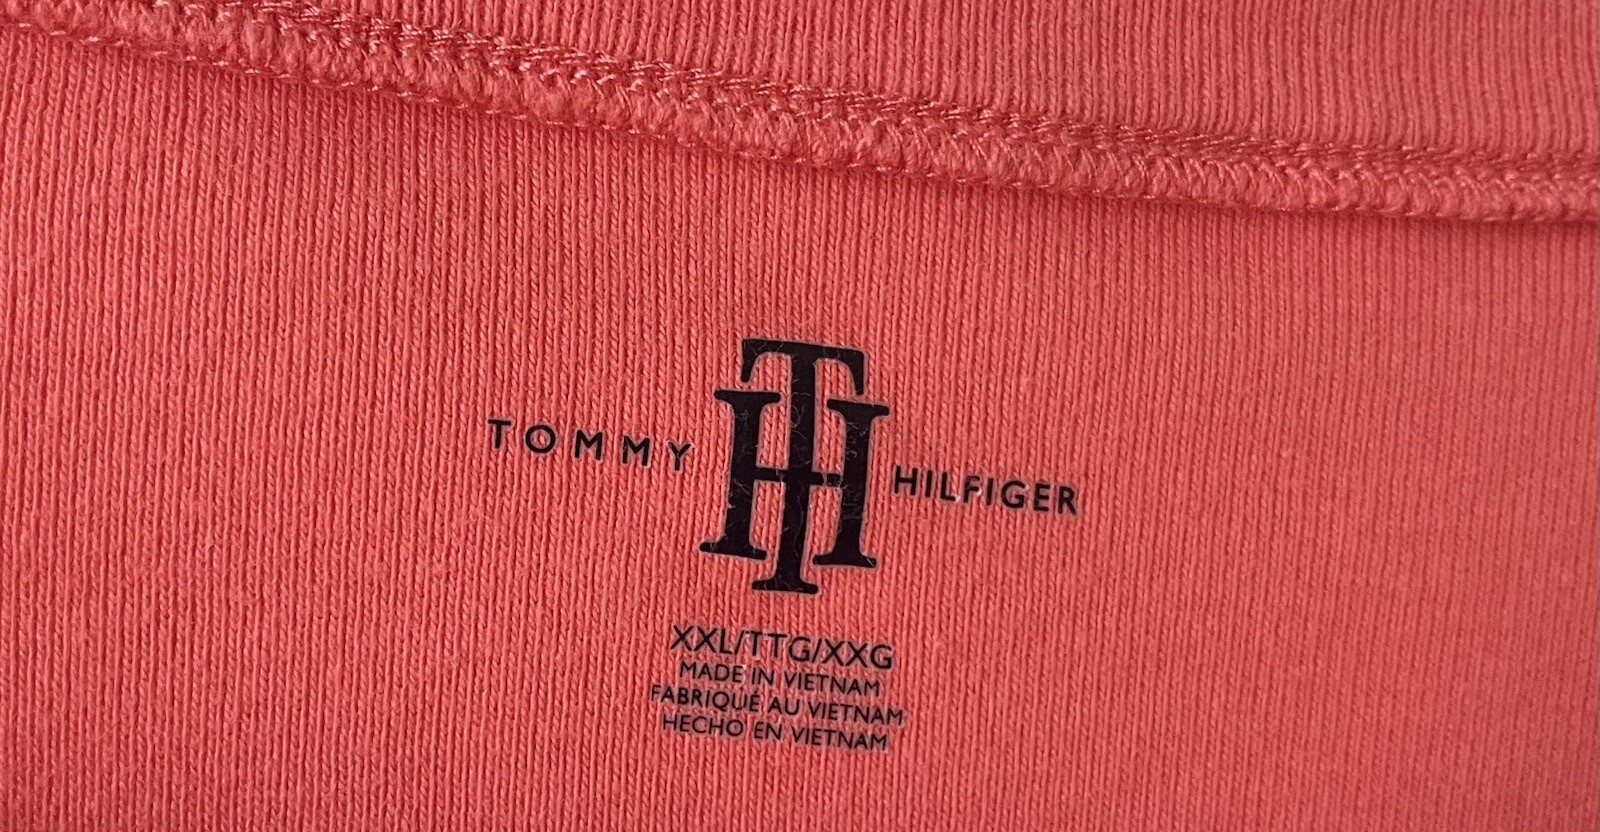 TOMMY TH HILFIGER
XXL/TTG/XXG
MADE IN VIETNAM
FABRIQUÉ AU VIETNAM
HECHO EN VIETNAM